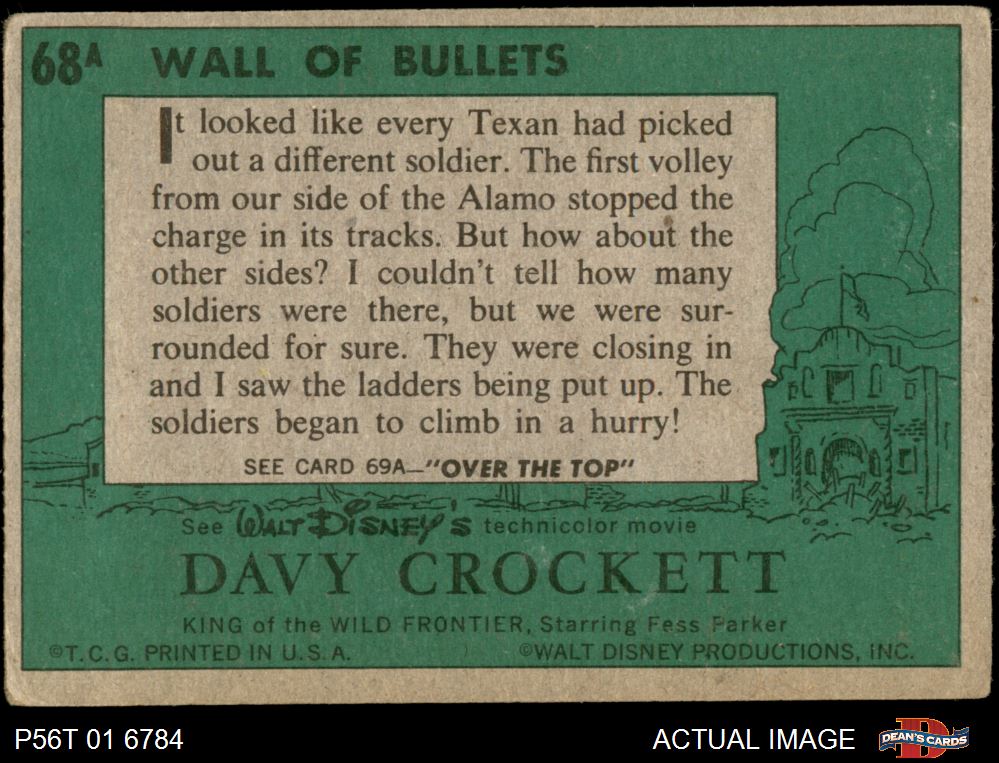 68A WALL OF BULLETS
It looked like every Texan had picked
out a different soldier. The first volley
from our side of the Alamo stopped the
charge in its tracks. But how about the
other sides? I couldn't tell how many
soldiers were there, but we were sur-
rounded for sure. They were closing in
and I saw the ladders being put up. The
soldiers began to climb in a hurry!
SEE CARD 69A—"OVER THE TOP"
See WALT DISNEY'S technicolor movie
DAVY CROCKETT
KING of the WILD FRONTIER, Starring Fess Parker
©T.C.G. PRINTED IN U.S.A. ©WALT DISNEY PRODUCTIONS, INC.
P56T 01 6784 ACTUAL IMAGE D DEAN'S CARDS